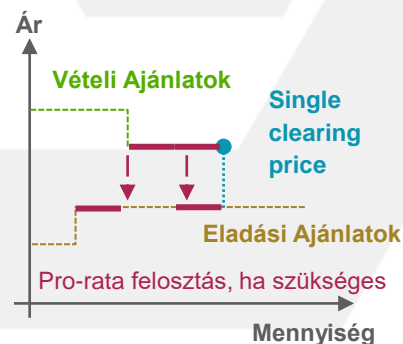 Ár
Vételi Ajánlatok
Single
clearing
price
Eladási Ajánlatok
Pro-rata felosztás, ha szükséges
Mennyiség